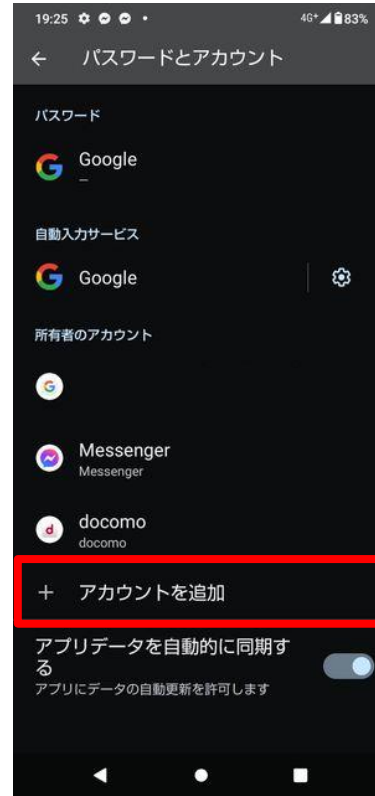 19:25 4G+ 83%
パスワードとアカウント
パスワード
Google
–
自動入力サービス
Google
所有者のアカウント
Messenger
Messenger
docomo
docomo
+ アカウントを追加
アプリデータを自動的に同期す
る
アプリにデータの自動更新を許可します